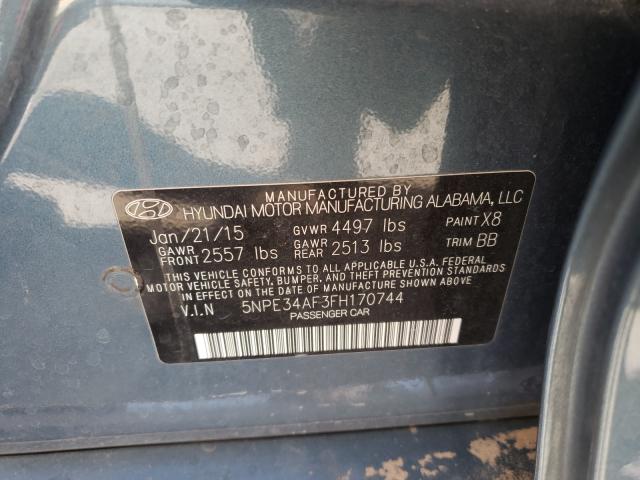 MANUFACTURED BY
HYUNDAI MOTOR MANUFACTURING ALABAMA, LLC
Jan/21/15 GVWR 4497 lbs PAINT X8
GAWR FRONT 2557 lbs GAWR REAR 2513 lbs TRIM BB
THIS VEHICLE CONFORMS TO ALL APPLICABLE U.S.A. FEDERAL
MOTOR VEHICLE SAFETY, BUMPER, AND THEFT PREVENTION STANDARDS
IN EFFECT ON THE DATE OF MANUFACTURE SHOWN ABOVE
V.I.N 5NPE34AF3FH170744
PASSENGER CAR